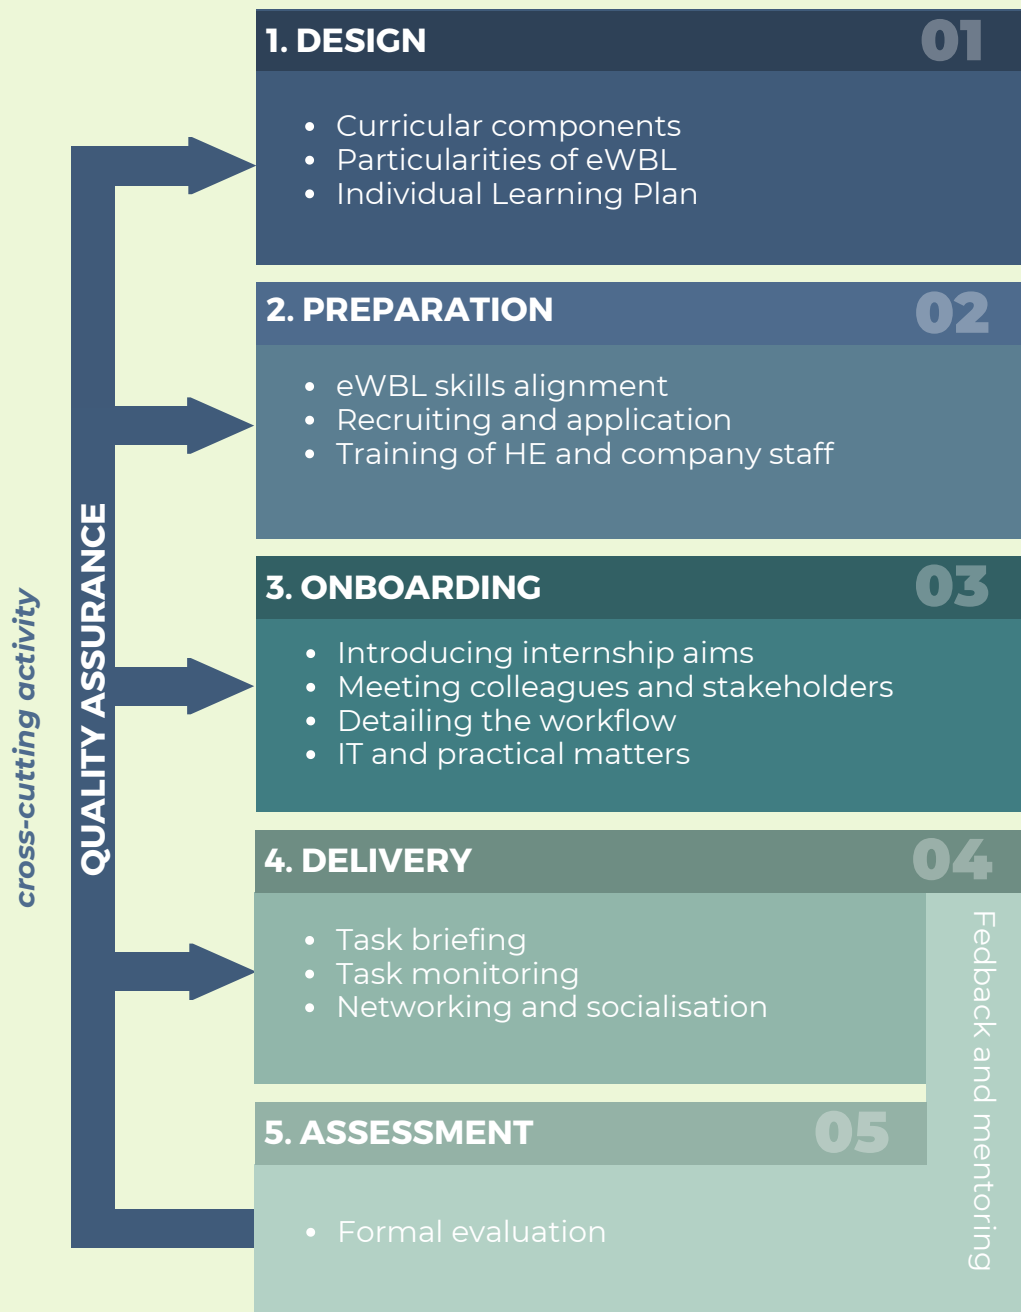 1. DESIGN
01
• Curricular components
• Particularities of eWBL
• Individual Learning Plan
2. PREPARATION
02
• eWBL skills alignment
• Recruiting and application
• Training of HE and company staff
3. ONBOARDING
03
• Introducing internship aims
• Meeting colleagues and stakeholders
• Detailing the workflow
• IT and practical matters
4. DELIVERY
04
• Task briefing
• Task monitoring
• Networking and socialisation
Fedback and mentoring
5. ASSESSMENT
05
• Formal evaluation
QUALITY ASSURANCE
cross-cutting activity